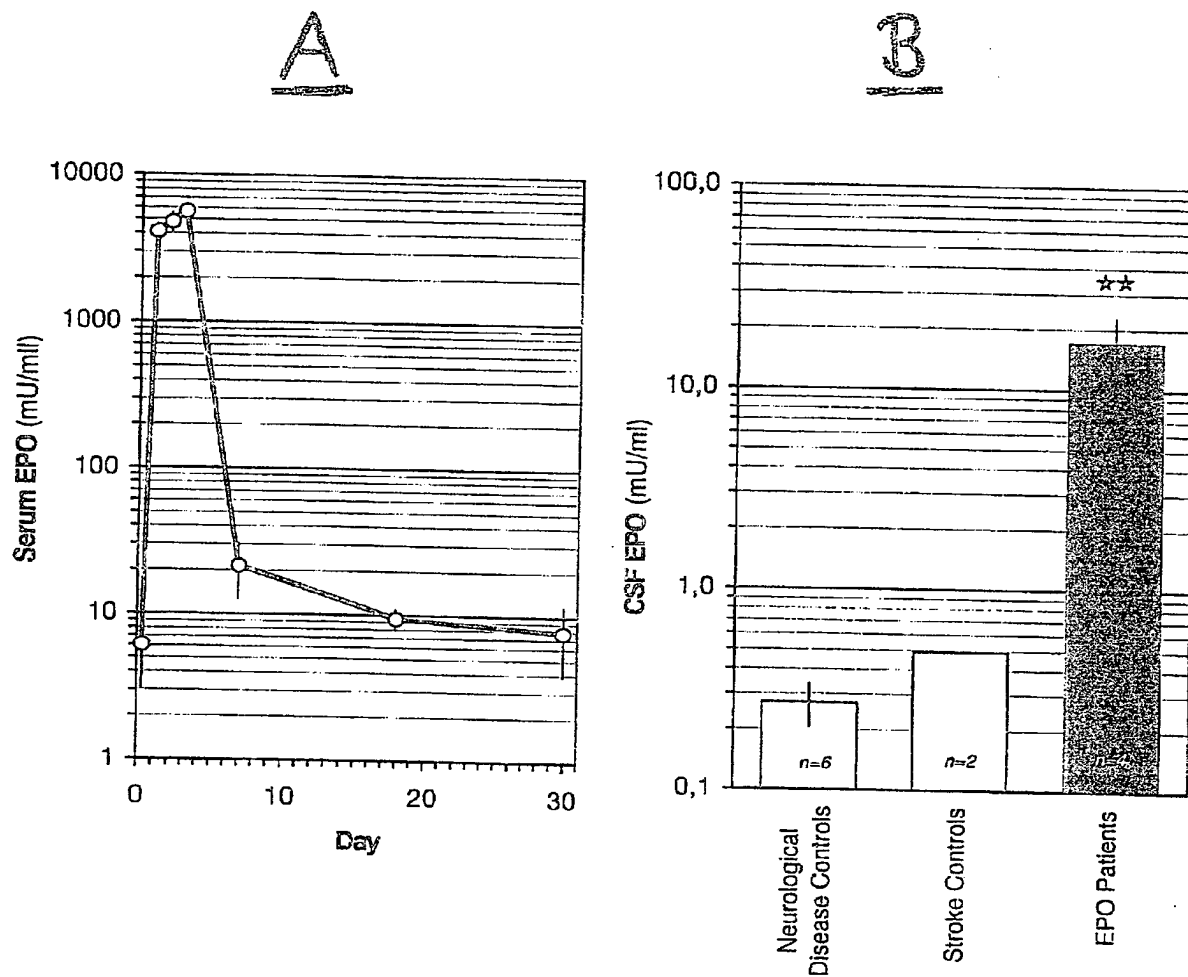 A
B
10000
1000
100
10
1
Serum EPO (mU/ml)
0
10
20
30
Day
100,0
10,0
1,0
0,1
CSF EPO (mU/ml)
☆☆
n=6
n=2
Neurological
Disease Controls
Stroke Controls
EPO Patients